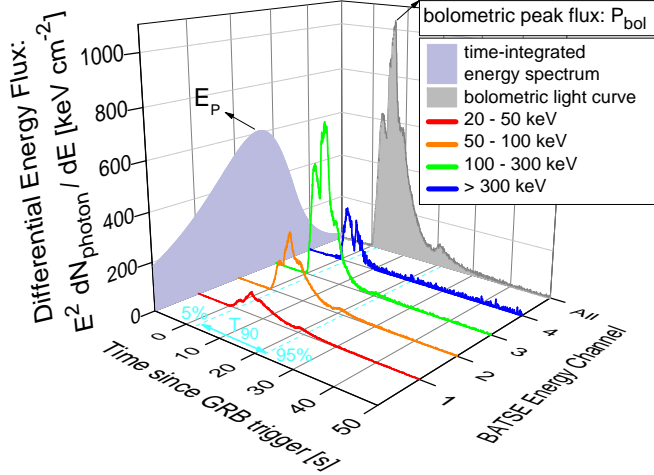 bolometric peak flux: P_bol
time-integrated
energy spectrum
bolometric light curve
20 - 50 keV
50 - 100 keV
100 - 300 keV
> 300 keV
Differential Energy Flux:
E^2 dN_photon / dE [keV cm^-2]
1000
800
600
400
200
0
E_P
5%
T_90
95%
0
10
20
30
40
50
Time since GRB trigger [s]
1
2
3
4
All
BATSE Energy Channel